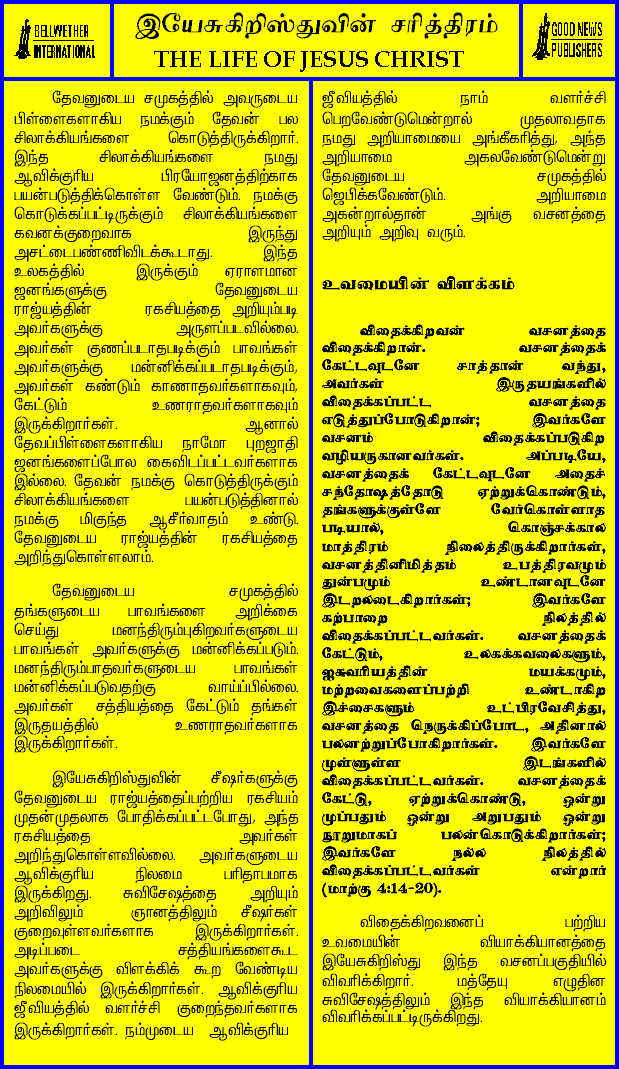 BELLWETHER
INTERNATIONAL
இயேசுகிறிஸ்துவின் சரித்திரம்
THE LIFE OF JESUS CHRIST
GOOD NEWS
PUBLISHERS
தேவனுடைய சமுகத்தில் அவருடைய
பிள்ளைகளாகிய நமக்கும் தேவன் பல
சிலாக்கியங்களை கொடுத்திருக்கிறார்.
இந்த சிலாக்கியங்களை நமது
ஆவிக்குரிய பிரயோஜனத்திற்காக
பயன்படுத்திக்கொள்ள வேண்டும். நமக்கு
கொடுக்கப்பட்டிருக்கும் சிலாக்கியங்களை
கவனக்குறைவாக இருந்து
அசட்டைபண்ணிவிடக்கூடாது. இந்த
உலகத்தில் இருக்கும் ஏராளமான
ஜனங்களுக்கு தேவனுடைய
ராஜ்யத்தின் ரகசியத்தை அறியும்படி
அவர்களுக்கு அருளப்படவில்லை.
அவர்கள் குணப்படாதபடிக்கும் பாவங்கள்
அவர்களுக்கு மன்னிக்கப்படாதபடிக்கும்,
அவர்கள் கண்டும் காணாதவர்களாகவும்,
கேட்டும் உணராதவர்களாகவும்
இருக்கிறார்கள். ஆனால்
தேவப்பிள்ளைகளாகிய நாமோ புறஜாதி
ஜனங்களைப்போல கைவிடப்பட்டவர்களாக
இல்லை. தேவன் நமக்கு கொடுத்திருக்கும்
சிலாக்கியங்களை பயன்படுத்தினால்
நமக்கு மிகுந்த ஆசீர்வாதம் உண்டு.
தேவனுடைய ராஜ்யத்தின் ரகசியத்தை
அறிந்துகொள்ளலாம்.
தேவனுடைய சமுகத்தில்
தங்களுடைய பாவங்களை அறிக்கை
செய்து மனந்திரும்புகிறவர்களுடைய
பாவங்கள் அவர்களுக்கு மன்னிக்கப்படும்.
மனந்திரும்பாதவர்களுடைய பாவங்கள்
மன்னிக்கப்படுவதற்கு வாய்ப்பில்லை.
அவர்கள் சத்தியத்தை கேட்டும் தங்கள்
இருதயத்தில் உணராதவர்களாக
இருக்கிறார்கள்.
இயேசுகிறிஸ்துவின் சீஷர்களுக்கு
தேவனுடைய ராஜ்யத்தைப்பற்றிய ரகசியம்
முதன்முதலாக போதிக்கப்பட்டபோது, அந்த
ரகசியத்தை அவர்கள்
அறிந்துகொள்ளவில்லை. அவர்களுடைய
ஆவிக்குரிய நிலமை பரிதாபமாக
இருக்கிறது. சுவிசேஷத்தை அறியும்
அறிவிலும் ஞானத்திலும் சீஷர்கள்
குறைவுள்ளவர்களாக இருக்கிறார்கள்.
அடிப்படை சத்தியங்களைகூட
அவர்களுக்கு விளக்கிக் கூற வேண்டிய
நிலமையில் இருக்கிறார்கள். ஆவிக்குரிய
ஜீவியத்தில் வளர்ச்சி குறைந்தவர்களாக
இருக்கிறார்கள். நம்முடைய ஆவிக்குரிய
ஜீவியத்தில் நாம் வளர்ச்சி
பெறவேண்டுமென்றால் முதலாவதாக
நமது அறியாமையை அங்கீகரித்து, அந்த
அறியாமை அகலவேண்டுமென்று
தேவனுடைய சமுகத்தில்
ஜெபிக்கவேண்டும். அறியாமை
அகன்றால்தான் அங்கு வசனத்தை
அறியும் அறிவு வரும்.
உவமையின் விளக்கம்
விதைக்கிறவன் வசனத்தை
விதைக்கிறான். வசனத்தைக்
கேட்டவுடனே சாத்தான் வந்து,
அவர்கள் இருதயங்களில்
விதைக்கப்பட்ட வசனத்தை
எடுத்துப்போடுகிறான்; இவர்களே
வசனம் விதைக்கப்படுகிற
வழியருகானவர்கள். அப்படியே,
வசனத்தைக் கேட்டவுடனே அதைச்
சந்தோஷத்தோடு ஏற்றுக்கொண்டும்,
தங்களுக்குள்ளே வேர்கொள்ளாத
படியால், கொஞ்சக்கால
மாத்திரம் நிலைத்திருக்கிறார்கள்,
வசனத்தினிமித்தம் உபத்திரவமும்
துன்பமும் உண்டானவுடனே
இடறலடைகிறார்கள்; இவர்களே
கற்பாறை நிலத்தில்
விதைக்கப்பட்டவர்கள். வசனத்தைக்
கேட்டும், உலகக்கவலைகளும்,
ஐசுவரியத்தின் மயக்கமும்,
மற்றவைகளைப்பற்றி உண்டாகிற
இச்சைகளும் உட்பிரவேசித்து,
வசனத்தை நெருக்கிப்போட, அதினால்
பலனற்றுப்போகிறார்கள். இவர்களே
முள்ளுள்ள இடங்களில்
விதைக்கப்பட்டவர்கள். வசனத்தைக்
கேட்டு, ஏற்றுக்கொண்டு, ஒன்று
முப்பதும் ஒன்று அறுபதும் ஒன்று
நூறுமாகப் பலன்கொடுக்கிறார்கள்;
இவர்களே நல்ல நிலத்தில்
விதைக்கப்பட்டவர்கள் என்றார்
(மாற்கு 4:14-20).
விதைக்கிறவனைப் பற்றிய
உவமையின் வியாக்கியானத்தை
இயேசுகிறிஸ்து இந்த வசனப்பகுதியில்
விவரிக்கிறார். மத்தேயு எழுதின
சுவிசேஷத்திலும் இந்த வியாக்கியானம்
விவரிக்கப்பட்டிருக்கிறது.